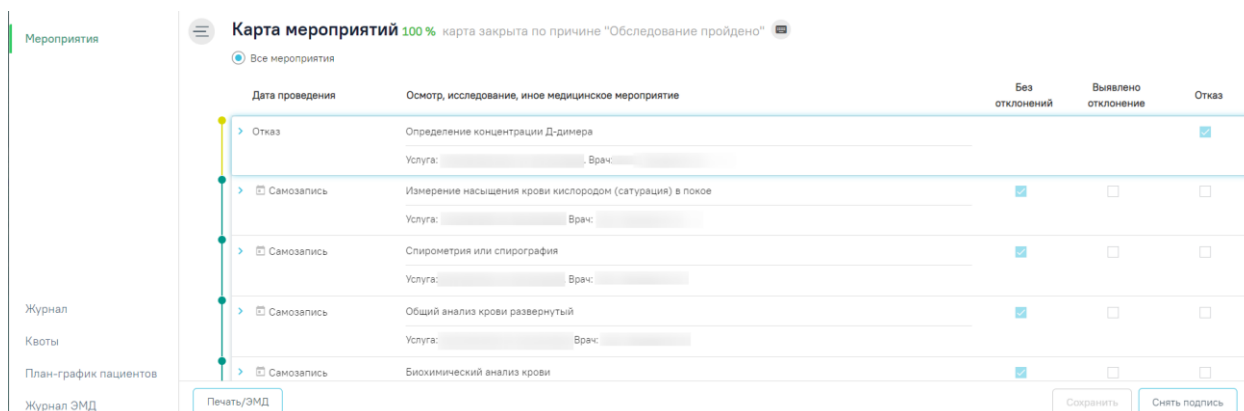 Мероприятия
Карта мероприятий 100 % карта закрыта по причине "Обследование пройдено"
Все мероприятия
Дата проведения Осмотр, исследование, иное медицинское мероприятие Без отклонений Выявлено отклонение Отказ
Отказ Определение концентрации Д-димера
Услуга: , Врач:
Самозапись Измерение насыщения крови кислородом (сатурация) в покое
Услуга: Врач:
Самозапись Спирометрия или спирография
Услуга: Врач:
Самозапись Общий анализ крови развернутый
Услуга: Врач:
Самозапись Биохимический анализ крови
Журнал
Квоты
План-график пациентов
Журнал ЭМД
Печать/ЭМД Сохранить Снять подпись